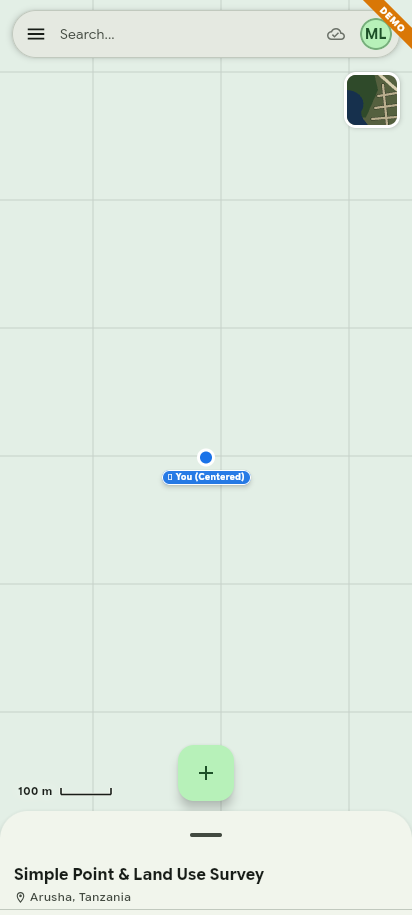 Search...
ML
DEMO
You (Centered)
100 m
+
Simple Point & Land Use Survey
Arusha, Tanzania